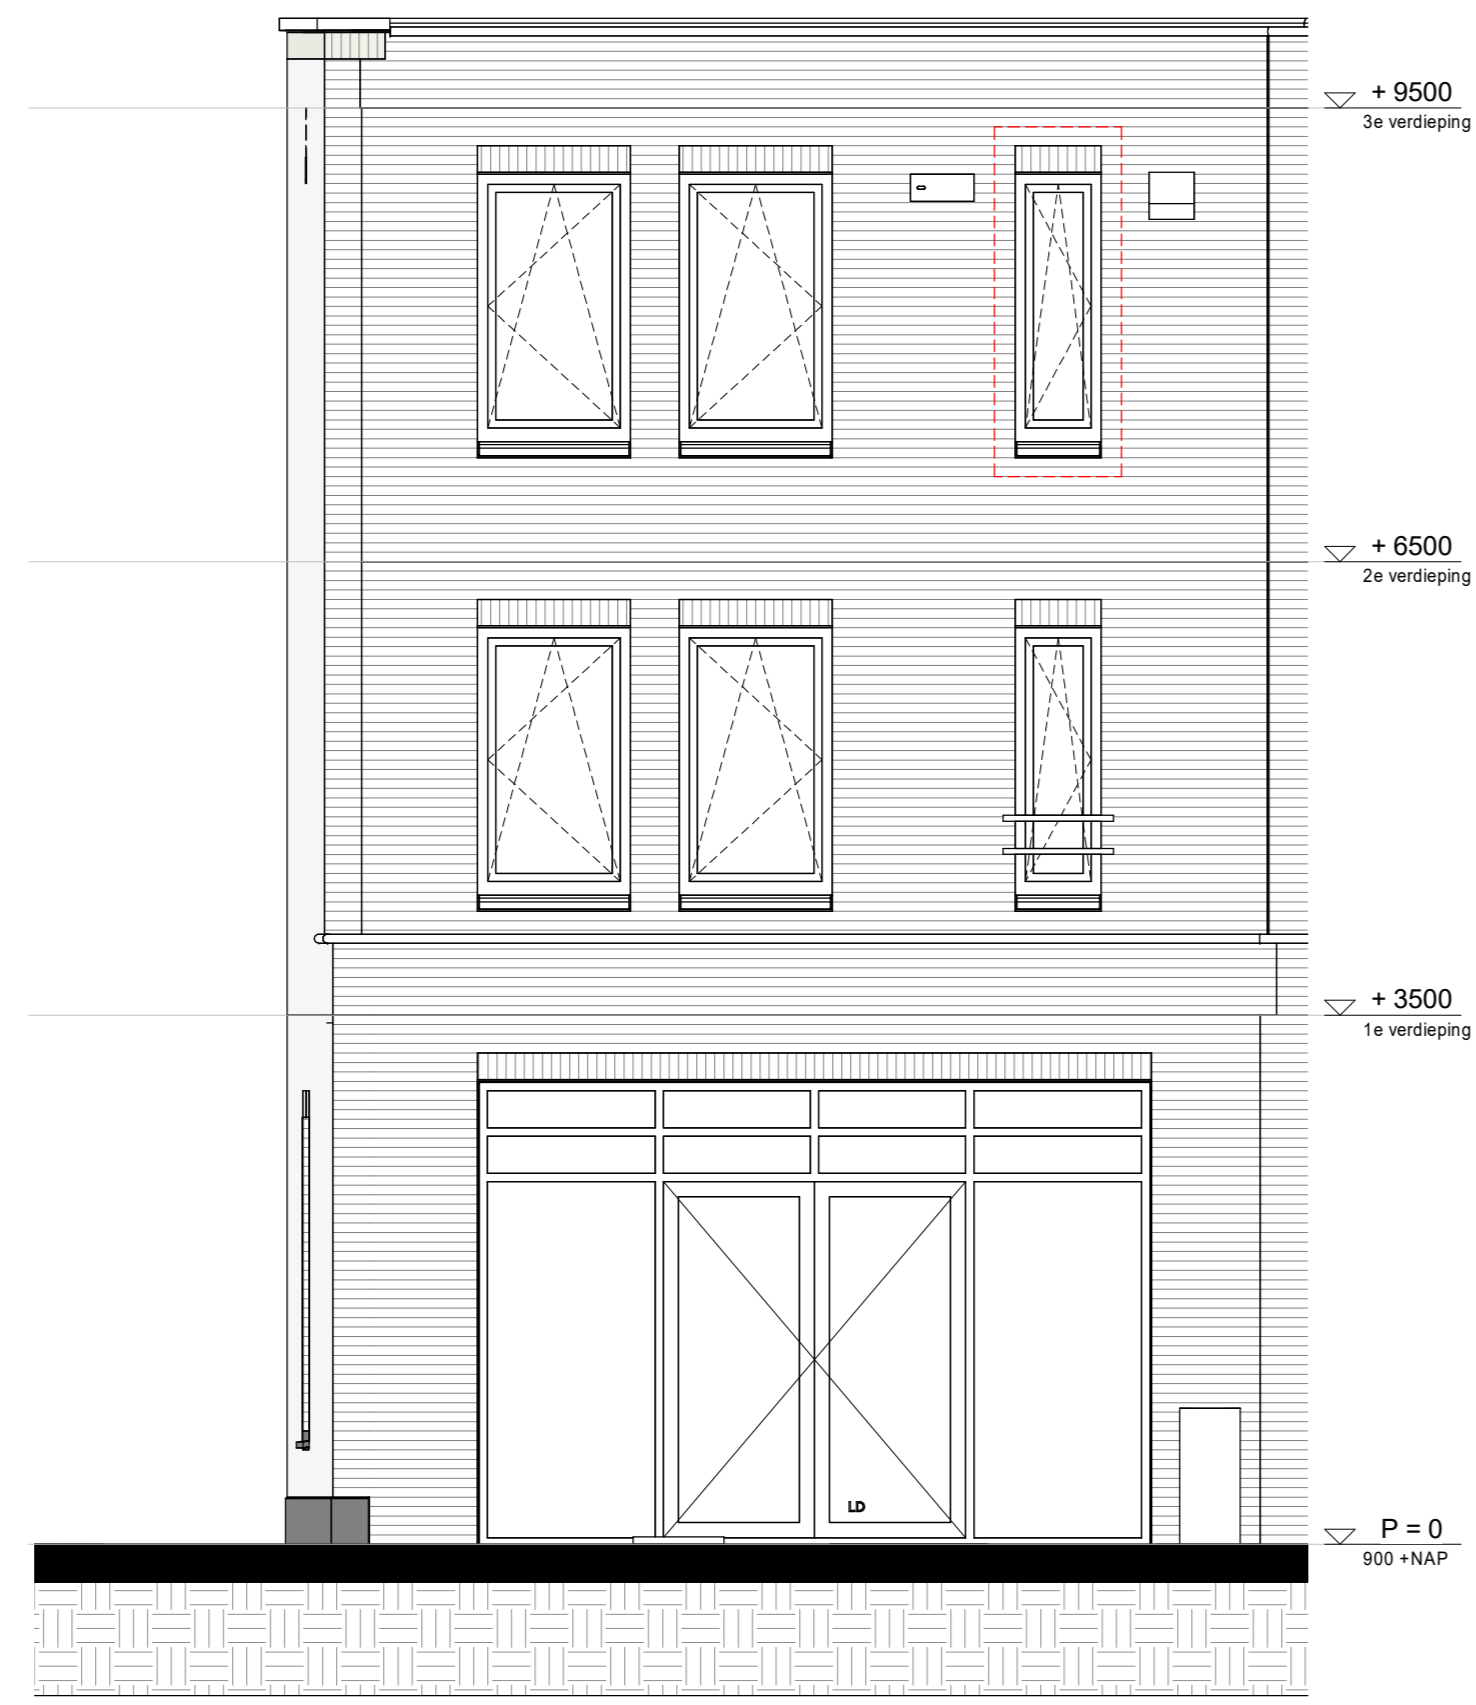 + 9500
3e verdieping
+ 6500
2e verdieping
+ 3500
1e verdieping
LD
P = 0
900 +NAP